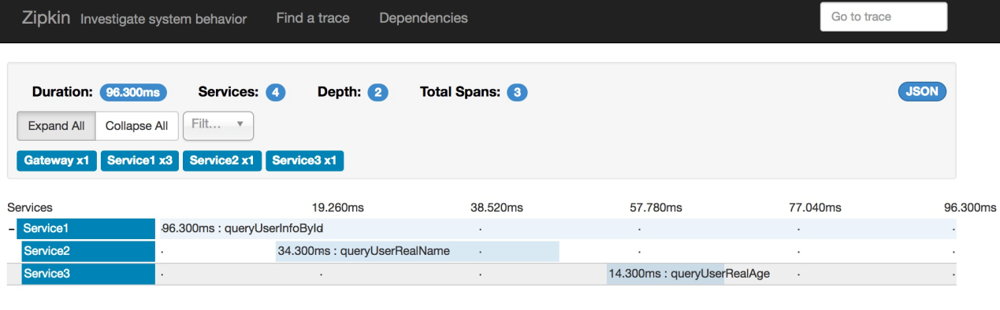 Zipkin Investigate system behavior Find a trace Dependencies Go to trace
Duration: 96.300ms Services: 4 Depth: 2 Total Spans: 3 JSON
Expand All Collapse All Filt...
Gateway x1 Service1 x3 Service2 x1 Service3 x1
Services 19.260ms 38.520ms 57.780ms 77.040ms 96.300ms
Service1 96.300ms : queryUserInfoById
Service2 34.300ms : queryUserRealName
Service3 14.300ms : queryUserRealAge